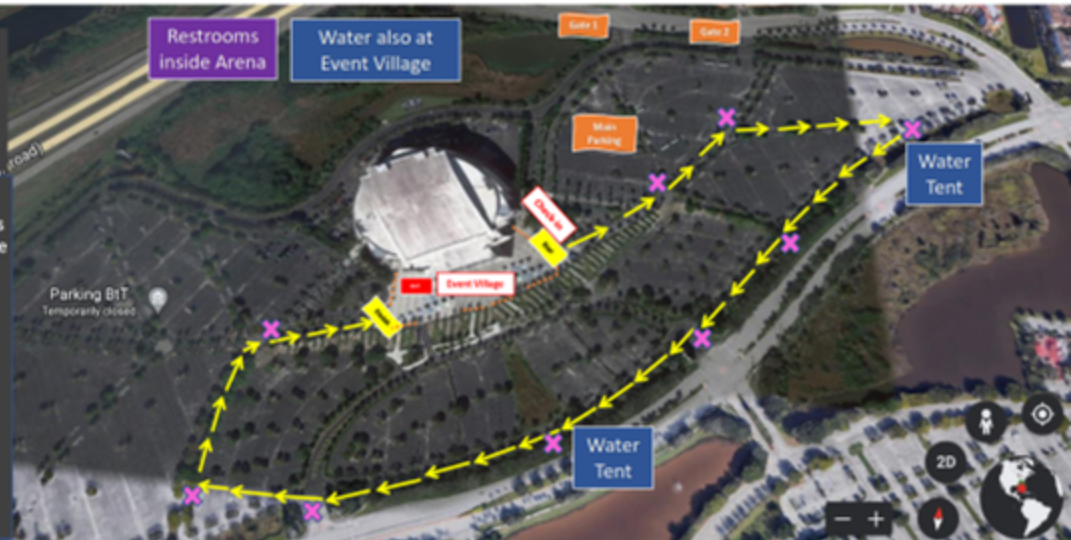 Restrooms
inside Arena
Water also at
Event Village
Gate 1
Gate 2
Main
Parking
Water
Tent
Check-in
Event Village
road)
Parking BtT
Temporarily closed
Water
Tent
2D